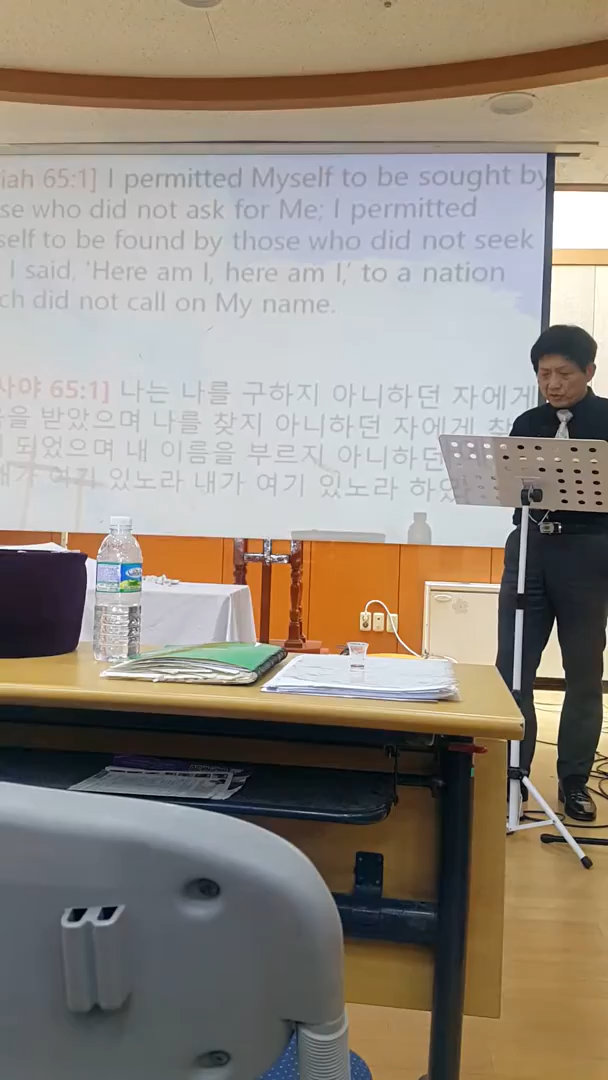 iah 65:1] I permitted Myself to be sought by
se who did not ask for Me; I permitted
self to be found by those who did not seek
I said, 'Here am I, here am I,' to a nation
ch did not call on My name.
사야 65:1] 나는 나를 구하지 아니하던 자에게
을 받았으며 나를 찾지 아니하던 자에게 찾
되었으며 내 이름을 부르지 아니하던
내가 여기 있노라 내가 여기 있노라 하였